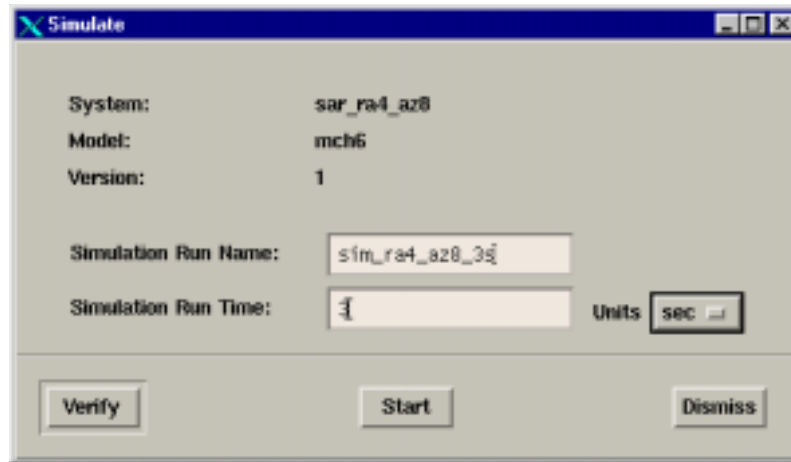 Simulate
System: sar_ra4_az8
Model: mch6
Version: 1
Simulation Run Name: sim_ra4_az8_3s
Simulation Run Time: 3 Units sec
Verify Start Dismiss